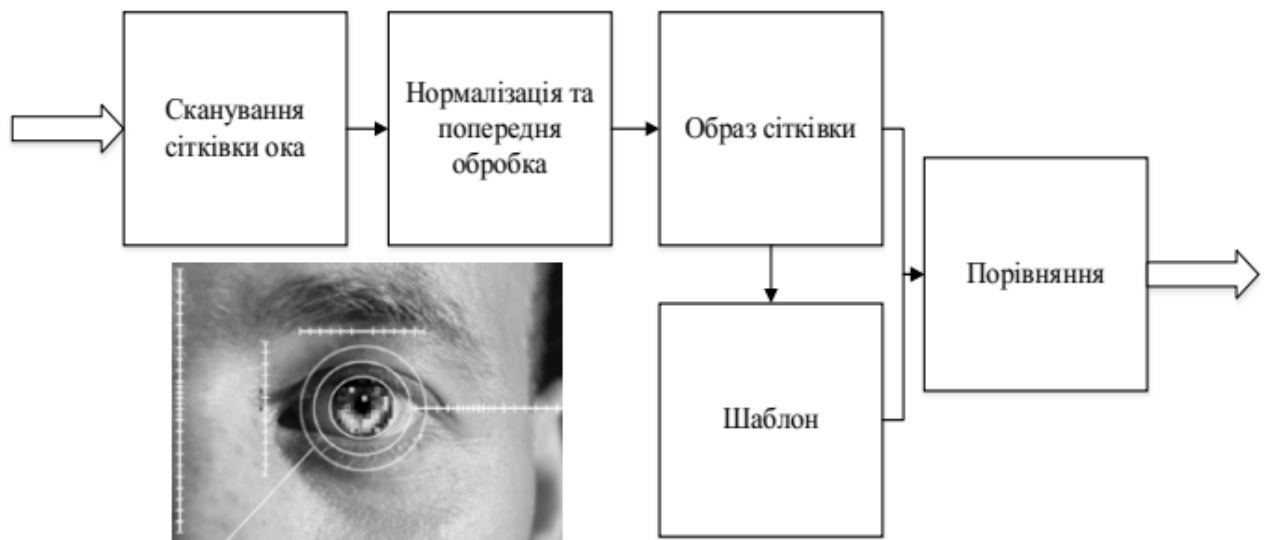 Сканування
сітківки ока
Нормалізація та
попередня
обробка
Образ сітківки
Порівняння
Шаблон